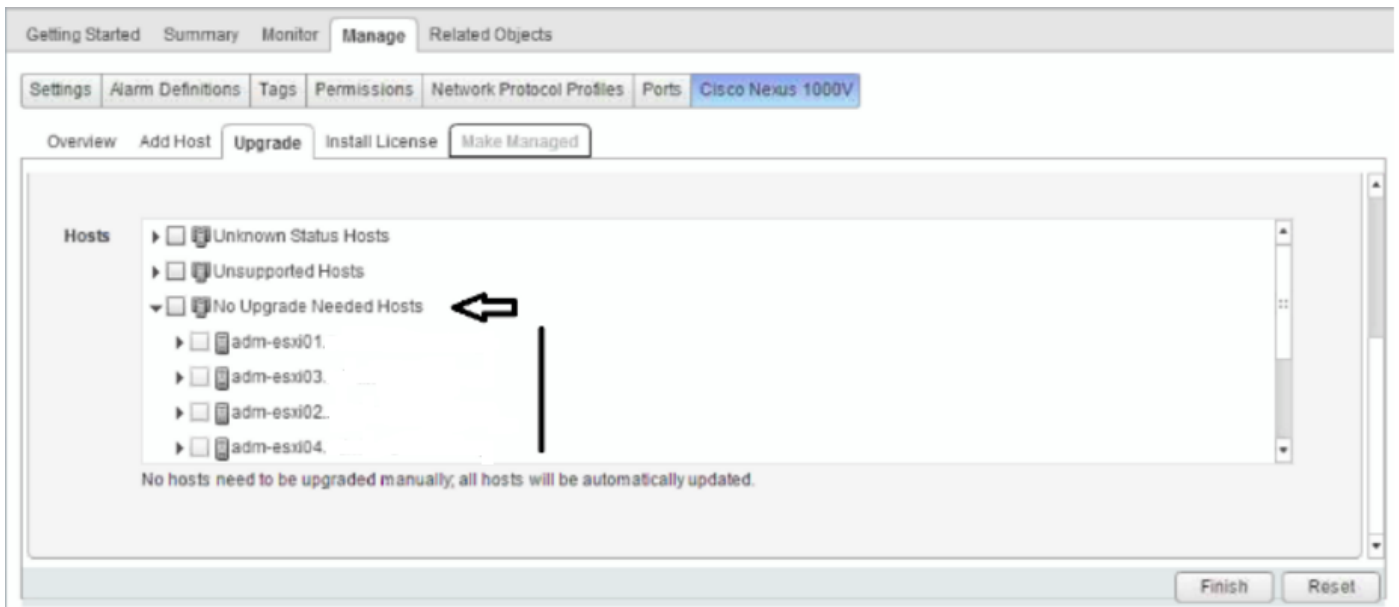 Getting Started Summary Monitor Manage Related Objects
Settings Alarm Definitions Tags Permissions Network Protocol Profiles Ports Cisco Nexus 1000V
Overview Add Host Upgrade Install License Make Managed
Hosts
Unknown Status Hosts
Unsupported Hosts
No Upgrade Needed Hosts
adm-esxi01.
adm-esxi03.
adm-esxi02..
adm-esxi04.
No hosts need to be upgraded manually; all hosts will be automatically updated.
Finish Reset